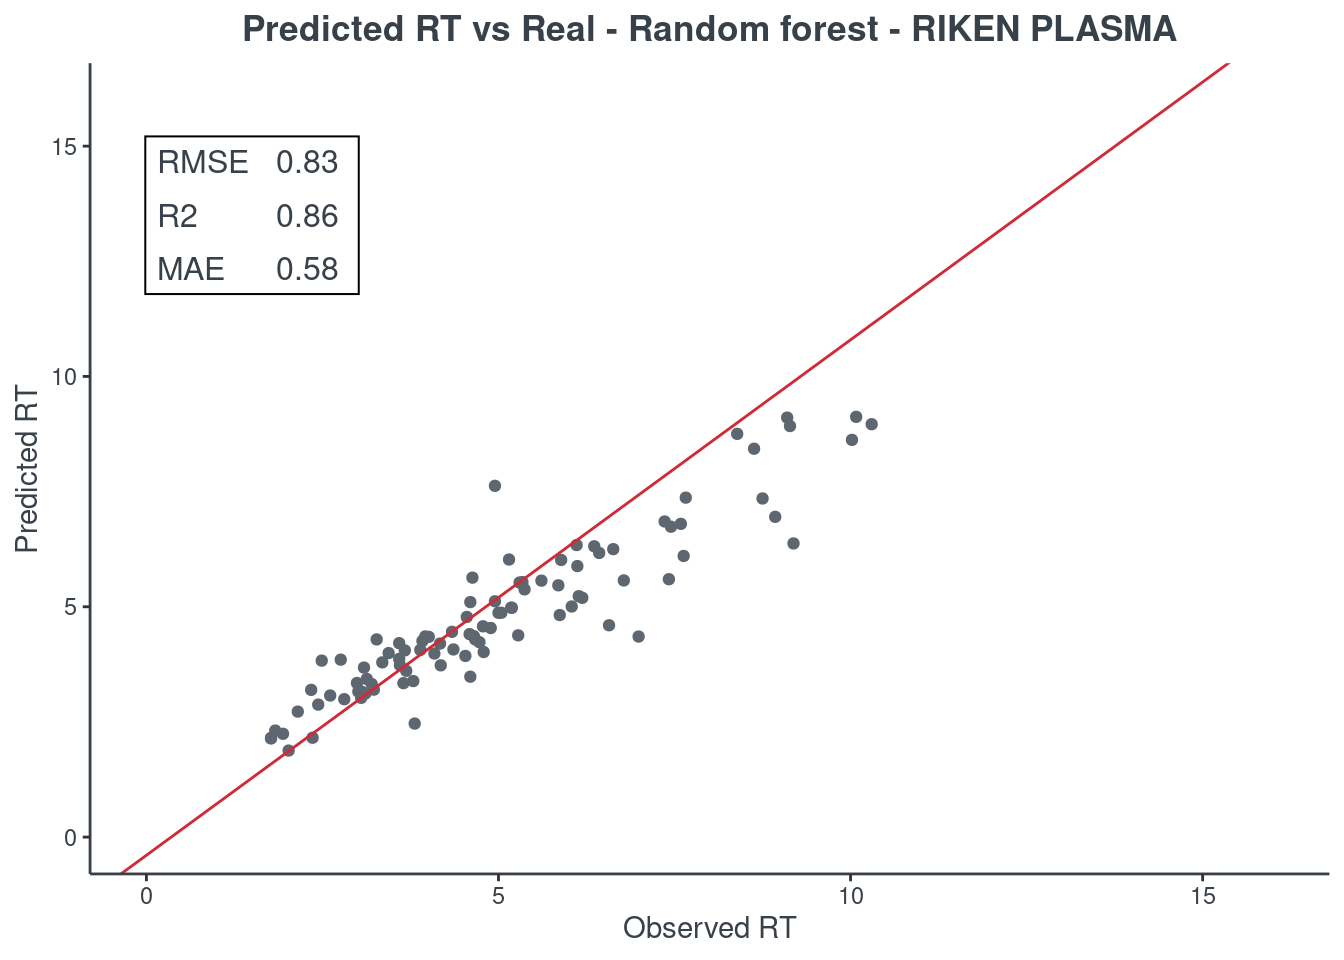 Predicted RT vs Real - Random forest - RIKEN PLASMA
RMSE 0.83
R2 0.86
MAE 0.58
15
10
5
0
Predicted RT
0 5 10 15
Observed RT